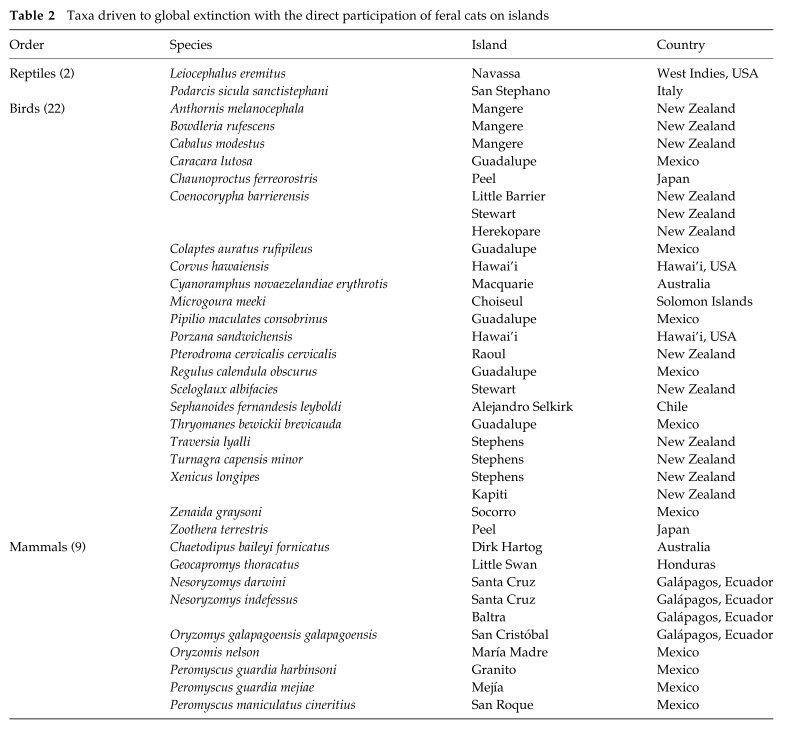 Table 2 Taxa driven to global extinction with the direct participation of feral cats on islands
Order Species Island Country
Reptiles (2) Leiocephalus eremitus Navassa West Indies, USA
Podarcis sicula sanctistephani San Stephano Italy
Birds (22) Anthornis melanocephala Mangere New Zealand
Bowdleria rufescens Mangere New Zealand
Cabalus modestus Mangere New Zealand
Caracara lutosa Guadalupe Mexico
Chaunoproctus ferreorostris Peel Japan
Coenocorypha barrierensis Little Barrier New Zealand
Stewart New Zealand
Herekopare New Zealand
Colaptes auratus rufipileus Guadalupe Mexico
Corvus hawaiensis Hawai'i Hawai'i, USA
Cyanoramphus novaezelandiae erythrotis Macquarie Australia
Microgoura meeki Choiseul Solomon Islands
Pipilio maculates consobrinus Guadalupe Mexico
Porzana sandwichensis Hawai'i Hawai'i, USA
Pterodroma cervicalis cervicalis Raoul New Zealand
Regulus calendula obscurus Guadalupe Mexico
Sceloglaux albifacies Stewart New Zealand
Sephanoides fernandesis leyboldi Alejandro Selkirk Chile
Thryomanes bewickii brevicauda Guadalupe Mexico
Traversia lyalli Stephens New Zealand
Turnagra capensis minor Stephens New Zealand
Xenicus longipes Stephens New Zealand
Kapiti New Zealand
Zenaida graysoni Socorro Mexico
Zoothera terrestris Peel Japan
Mammals (9) Chaetodipus baileyi fornicatus Dirk Hartog Australia
Geocapromys thoracatus Little Swan Honduras
Nesoryzomys darwini Santa Cruz Galápagos, Ecuador
Nesoryzomys indefessus Santa Cruz Galápagos, Ecuador
Baltra Galápagos, Ecuador
Oryzomys galapagoensis galapagoensis San Cristóbal Galápagos, Ecuador
Oryzomis nelson María Madre Mexico
Peromyscus guardia harbinsoni Granito Mexico
Peromyscus guardia mejiae Mejía Mexico
Peromyscus maniculatus cineritius San Roque Mexico